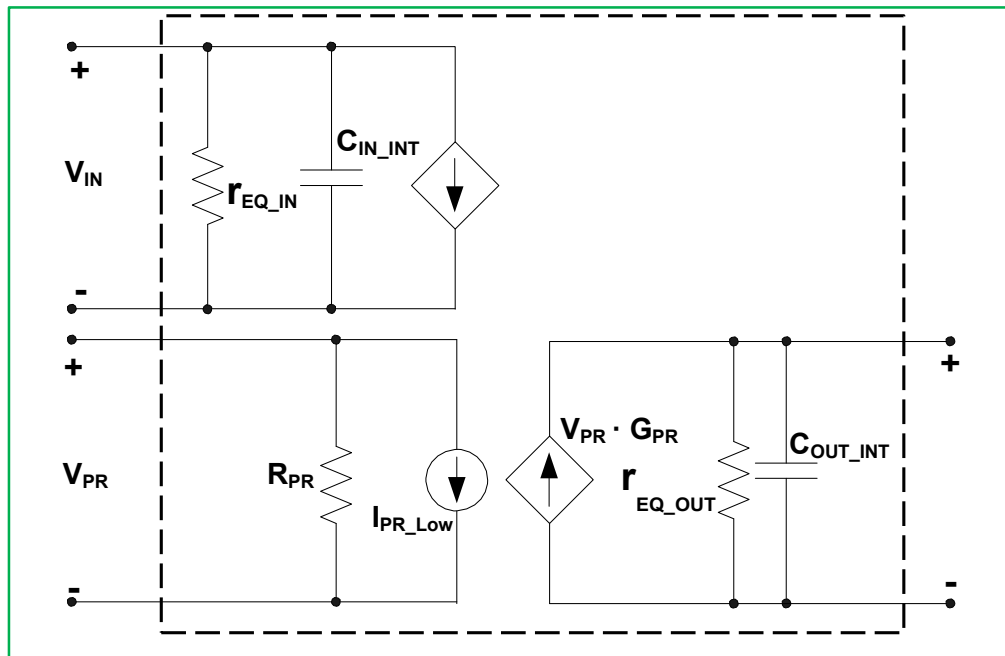 +
C_IN_INT
V_IN
r_EQ_IN
-
+
+
V_PR · G_PR
C_OUT_INT
V_PR
R_PR
r_EQ_OUT
I_PR_Low
-
-